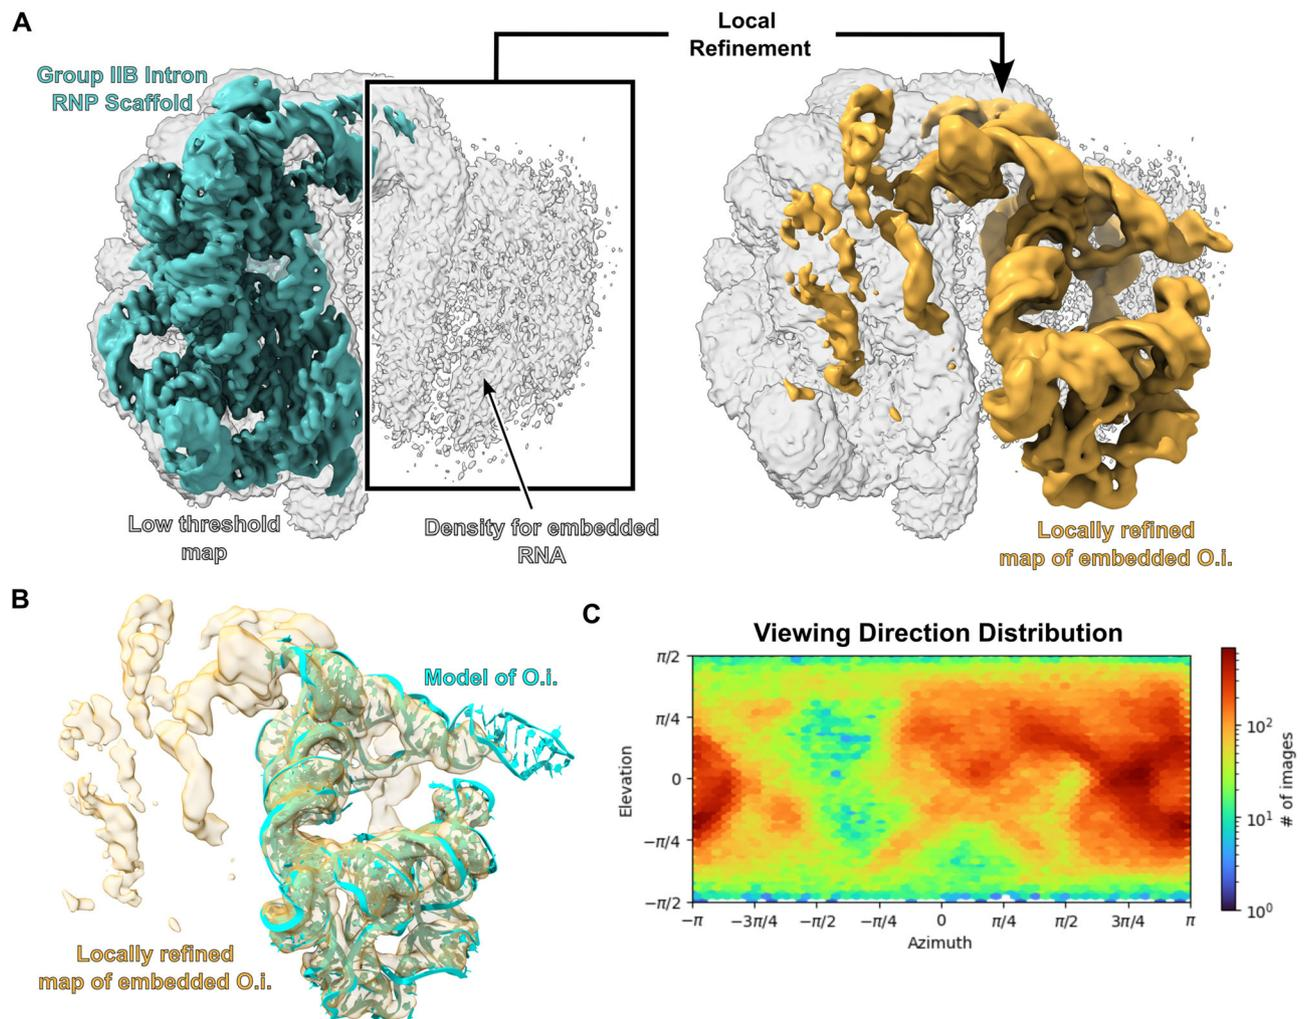 A
Local
Refinement
Group IIB Intron
RNP Scaffold
Low threshold
map
Density for embedded
RNA
Locally refined
map of embedded O.i.
B
Model of O.i.
Locally refined
map of embedded O.i.
C
Viewing Direction Distribution
π/2
π/4
0
−π/4
−π/2
Elevation
−π
−3π/4
−π/2
−π/4
0
π/4
π/2
3π/4
π
Azimuth
10²
10¹
10⁰
# of images